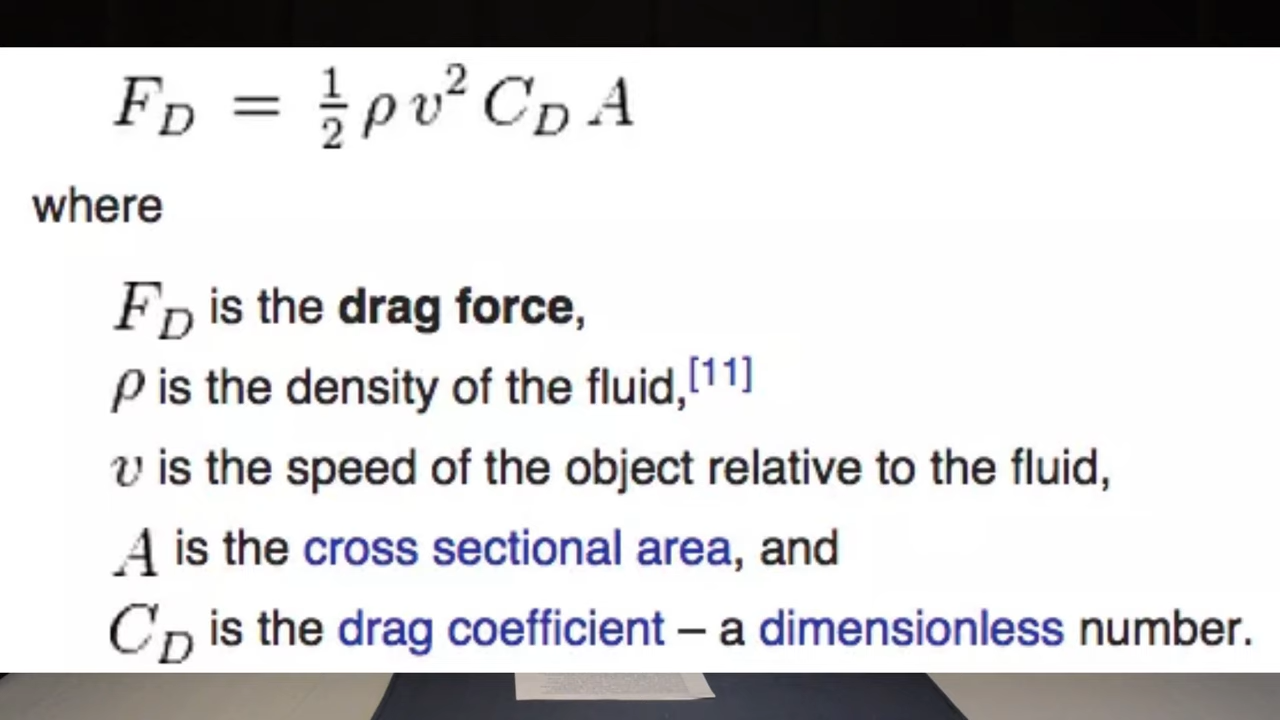 F_D = ½ ρ v² C_D A
where
F_D is the drag force,
ρ is the density of the fluid,[11]
v is the speed of the object relative to the fluid,
A is the cross sectional area, and
C_D is the drag coefficient – a dimensionless number.